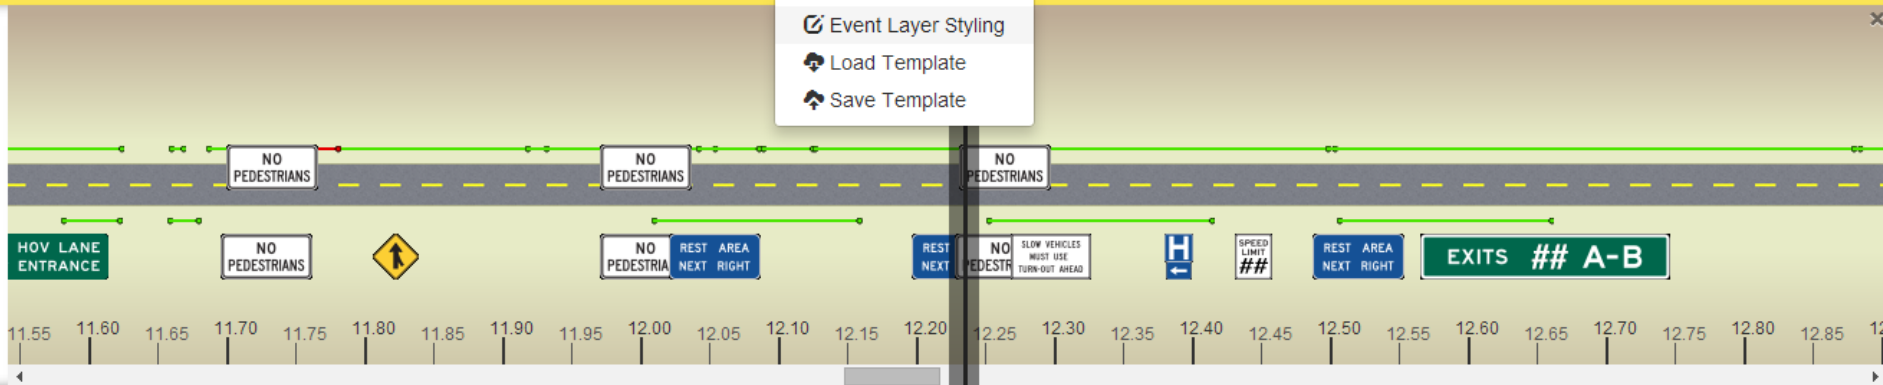 Event Layer Styling
Load Template
Save Template
NO
PEDESTRIANS
NO
PEDESTRIANS
NO
PEDESTRIANS
HOV LANE
ENTRANCE
NO
PEDESTRIANS
NO
PEDESTRIA
REST AREA
NEXT RIGHT
REST
NEXT
NO
PEDESTR
SLOW VEHICLES
MUST USE
TURN-OUT AHEAD
H
SPEED
LIMIT
##
REST AREA
NEXT RIGHT
EXITS ## A-B
11.55 11.60 11.65 11.70 11.75 11.80 11.85 11.90 11.95 12.00 12.05 12.10 12.15 12.20 12.25 12.30 12.35 12.40 12.45 12.50 12.55 12.60 12.65 12.70 12.75 12.80 12.85 12